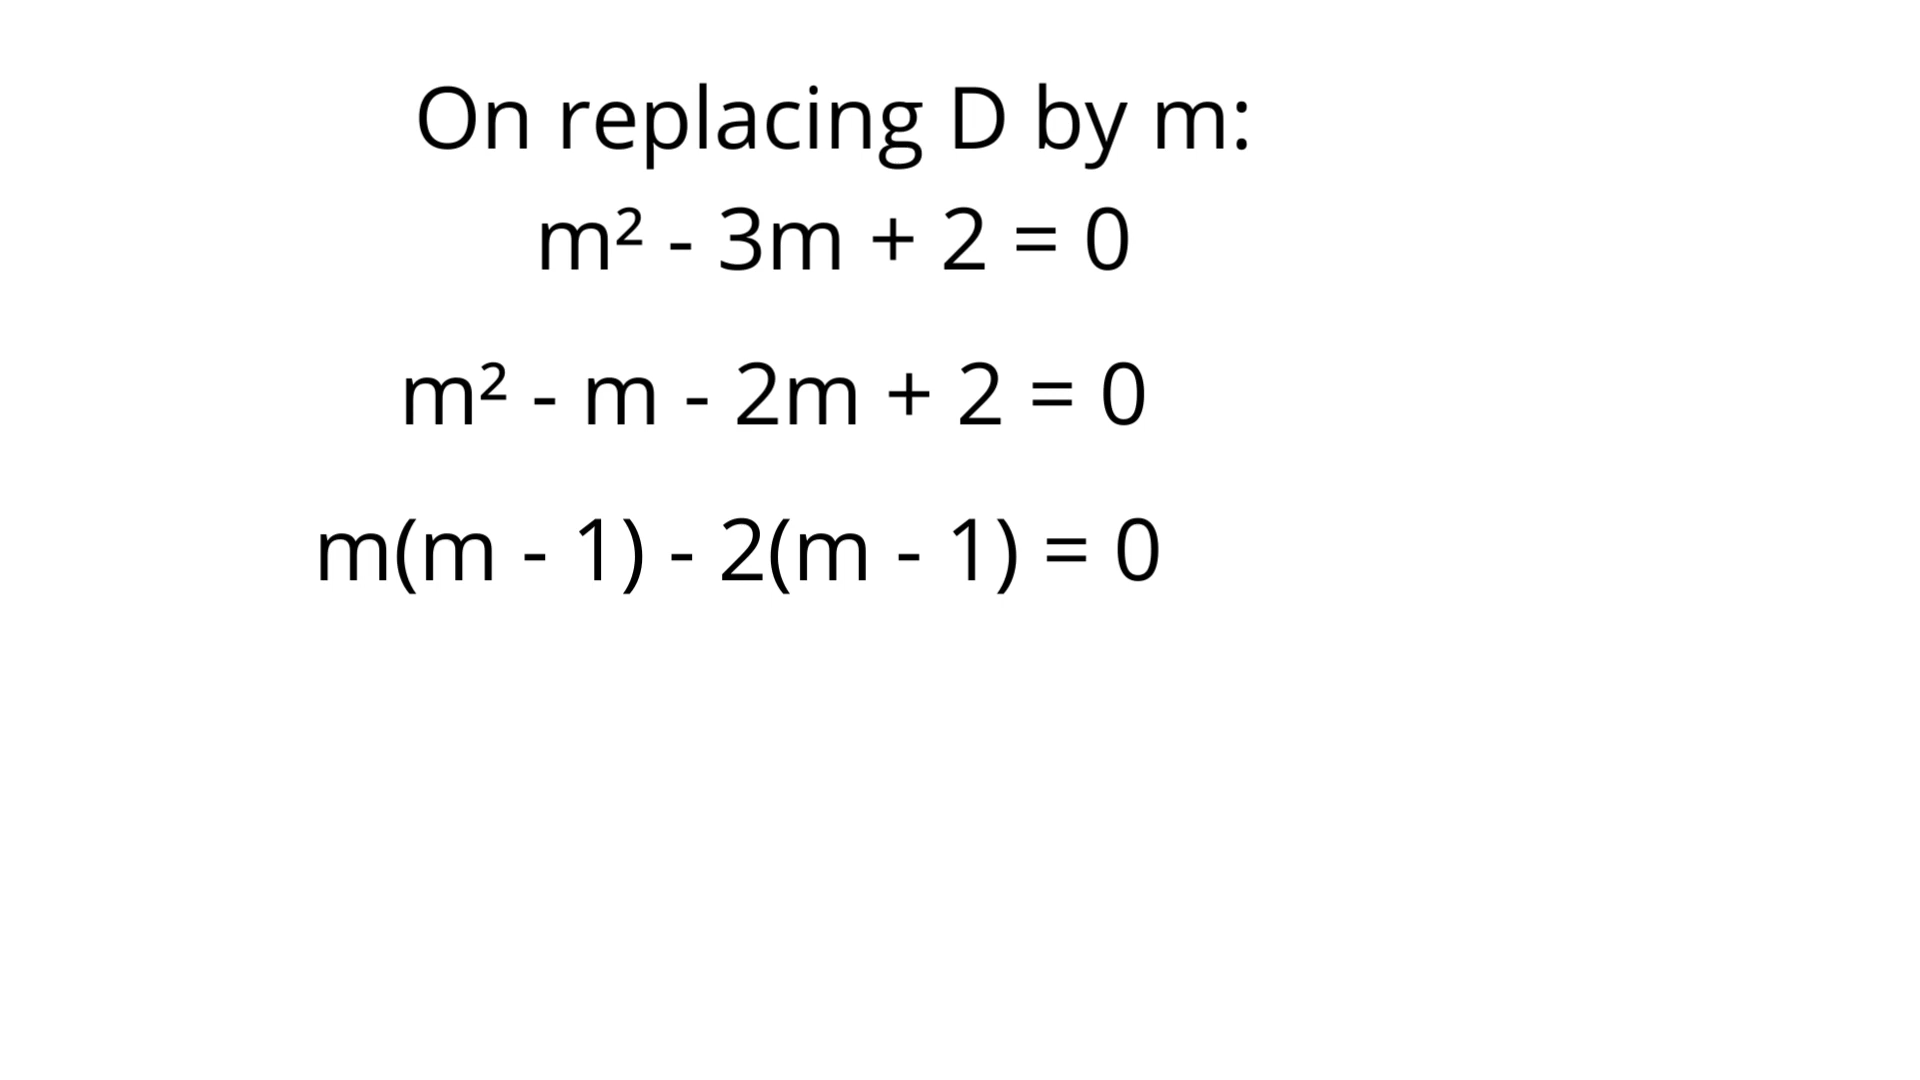 On replacing D by m:
m² - 3m + 2 = 0
m² - m - 2m + 2 = 0
m(m - 1) - 2(m - 1) = 0